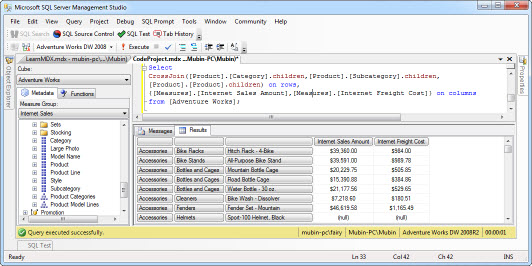 Microsoft SQL Server Management Studio
File Edit View Query Project Debug SQL Prompt Tools Window Community Help
SQL Search SQL Source Control SQL Test Tab History
Adventure Works DW 2008 Execute
LearnMDX.mdx -- pc\...\Mubin) CodeProject.mdx ...Mubin-PC\Mubin)*
Cube:
Adventure Works
Metadata Functions
Measure Group:
Internet Sales
Sets
Stocking
Category
Large Photo
Model Name
Product
Product Line
Style
Subcategory
Product Categories
Product Model Lines
Promotion
Object Explorer
Select
CrossJoin([Product].[Category].children,[Product].[Subcategory].children,
[Product].[Product].children) on rows,
{[Measures].[Internet Sales Amount],[Measures].[Internet Freight Cost]} on columns
from [Adventure Works];
Properties
Messages Results
Internet Sales Amount Internet Freight Cost
Accessories Bike Racks Hitch Rack - 4-Bike $39,360.00 $984.00
Accessories Bike Stands All-Purpose Bike Stand $39,591.00 $989.78
Accessories Bottles and Cages Mountain Bottle Cage $20,229.75 $505.85
Accessories Bottles and Cages Road Bottle Cage $15,390.88 $384.86
Accessories Bottles and Cages Water Bottle - 30 oz. $21,177.56 $529.65
Accessories Cleaners Bike Wash - Dissolver $7,218.60 $180.51
Accessories Fenders Fender Set - Mountain $46,619.58 $1,165.49
Accessories Helmets Sport-100 Helmet, Black (null) (null)
Query executed successfully. mubin-pc\fairy Mubin-PC\Mubin Adventure Works DW 2008R2 00:00:01
SQL Test
Ready Ln 33 Col 42 Ch 42 INS